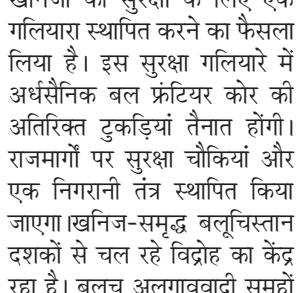 खनिजों की सुरक्षा के लिए एक
गलियारा स्थापित करने का फैसला
लिया है। इस सुरक्षा गलियारे में
अर्धसैनिक बल फ्रंटियर कोर की
अतिरिक्त टुकड़ियां तैनात होंगी।
राजमार्गों पर सुरक्षा चौकियां और
एक निगरानी तंत्र स्थापित किया
जाएगा।खनिज-समृद्ध बलूचिस्तान
दशकों से चल रहे विद्रोह का केंद्र
रहा है। बलूच अलगाववादी समूहों